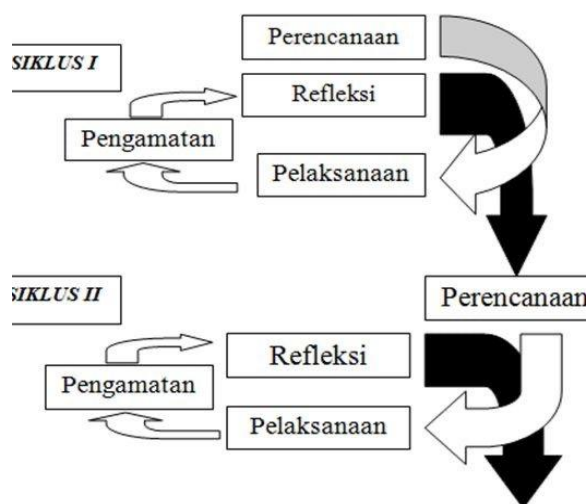 Perencanaan
SIKLUS I
Refleksi
Pengamatan
Pelaksanaan
SIKLUS II
Perencanaan
Refleksi
Pengamatan
Pelaksanaan